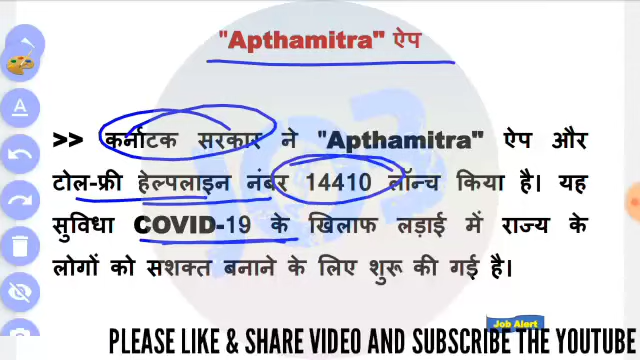 "Apthamitra" ऐप
>> कर्नाटक सरकार ने "Apthamitra" ऐप और
टोल-फ्री हेल्पलाइन नंबर 14410 लॉन्च किया है। यह
सुविधा COVID-19 के खिलाफ लड़ाई में राज्य के
लोगों को सशक्त बनाने के लिए शुरू की गई है।
Job Alert
PLEASE LIKE & SHARE VIDEO AND SUBSCRIBE THE YOUTUBE